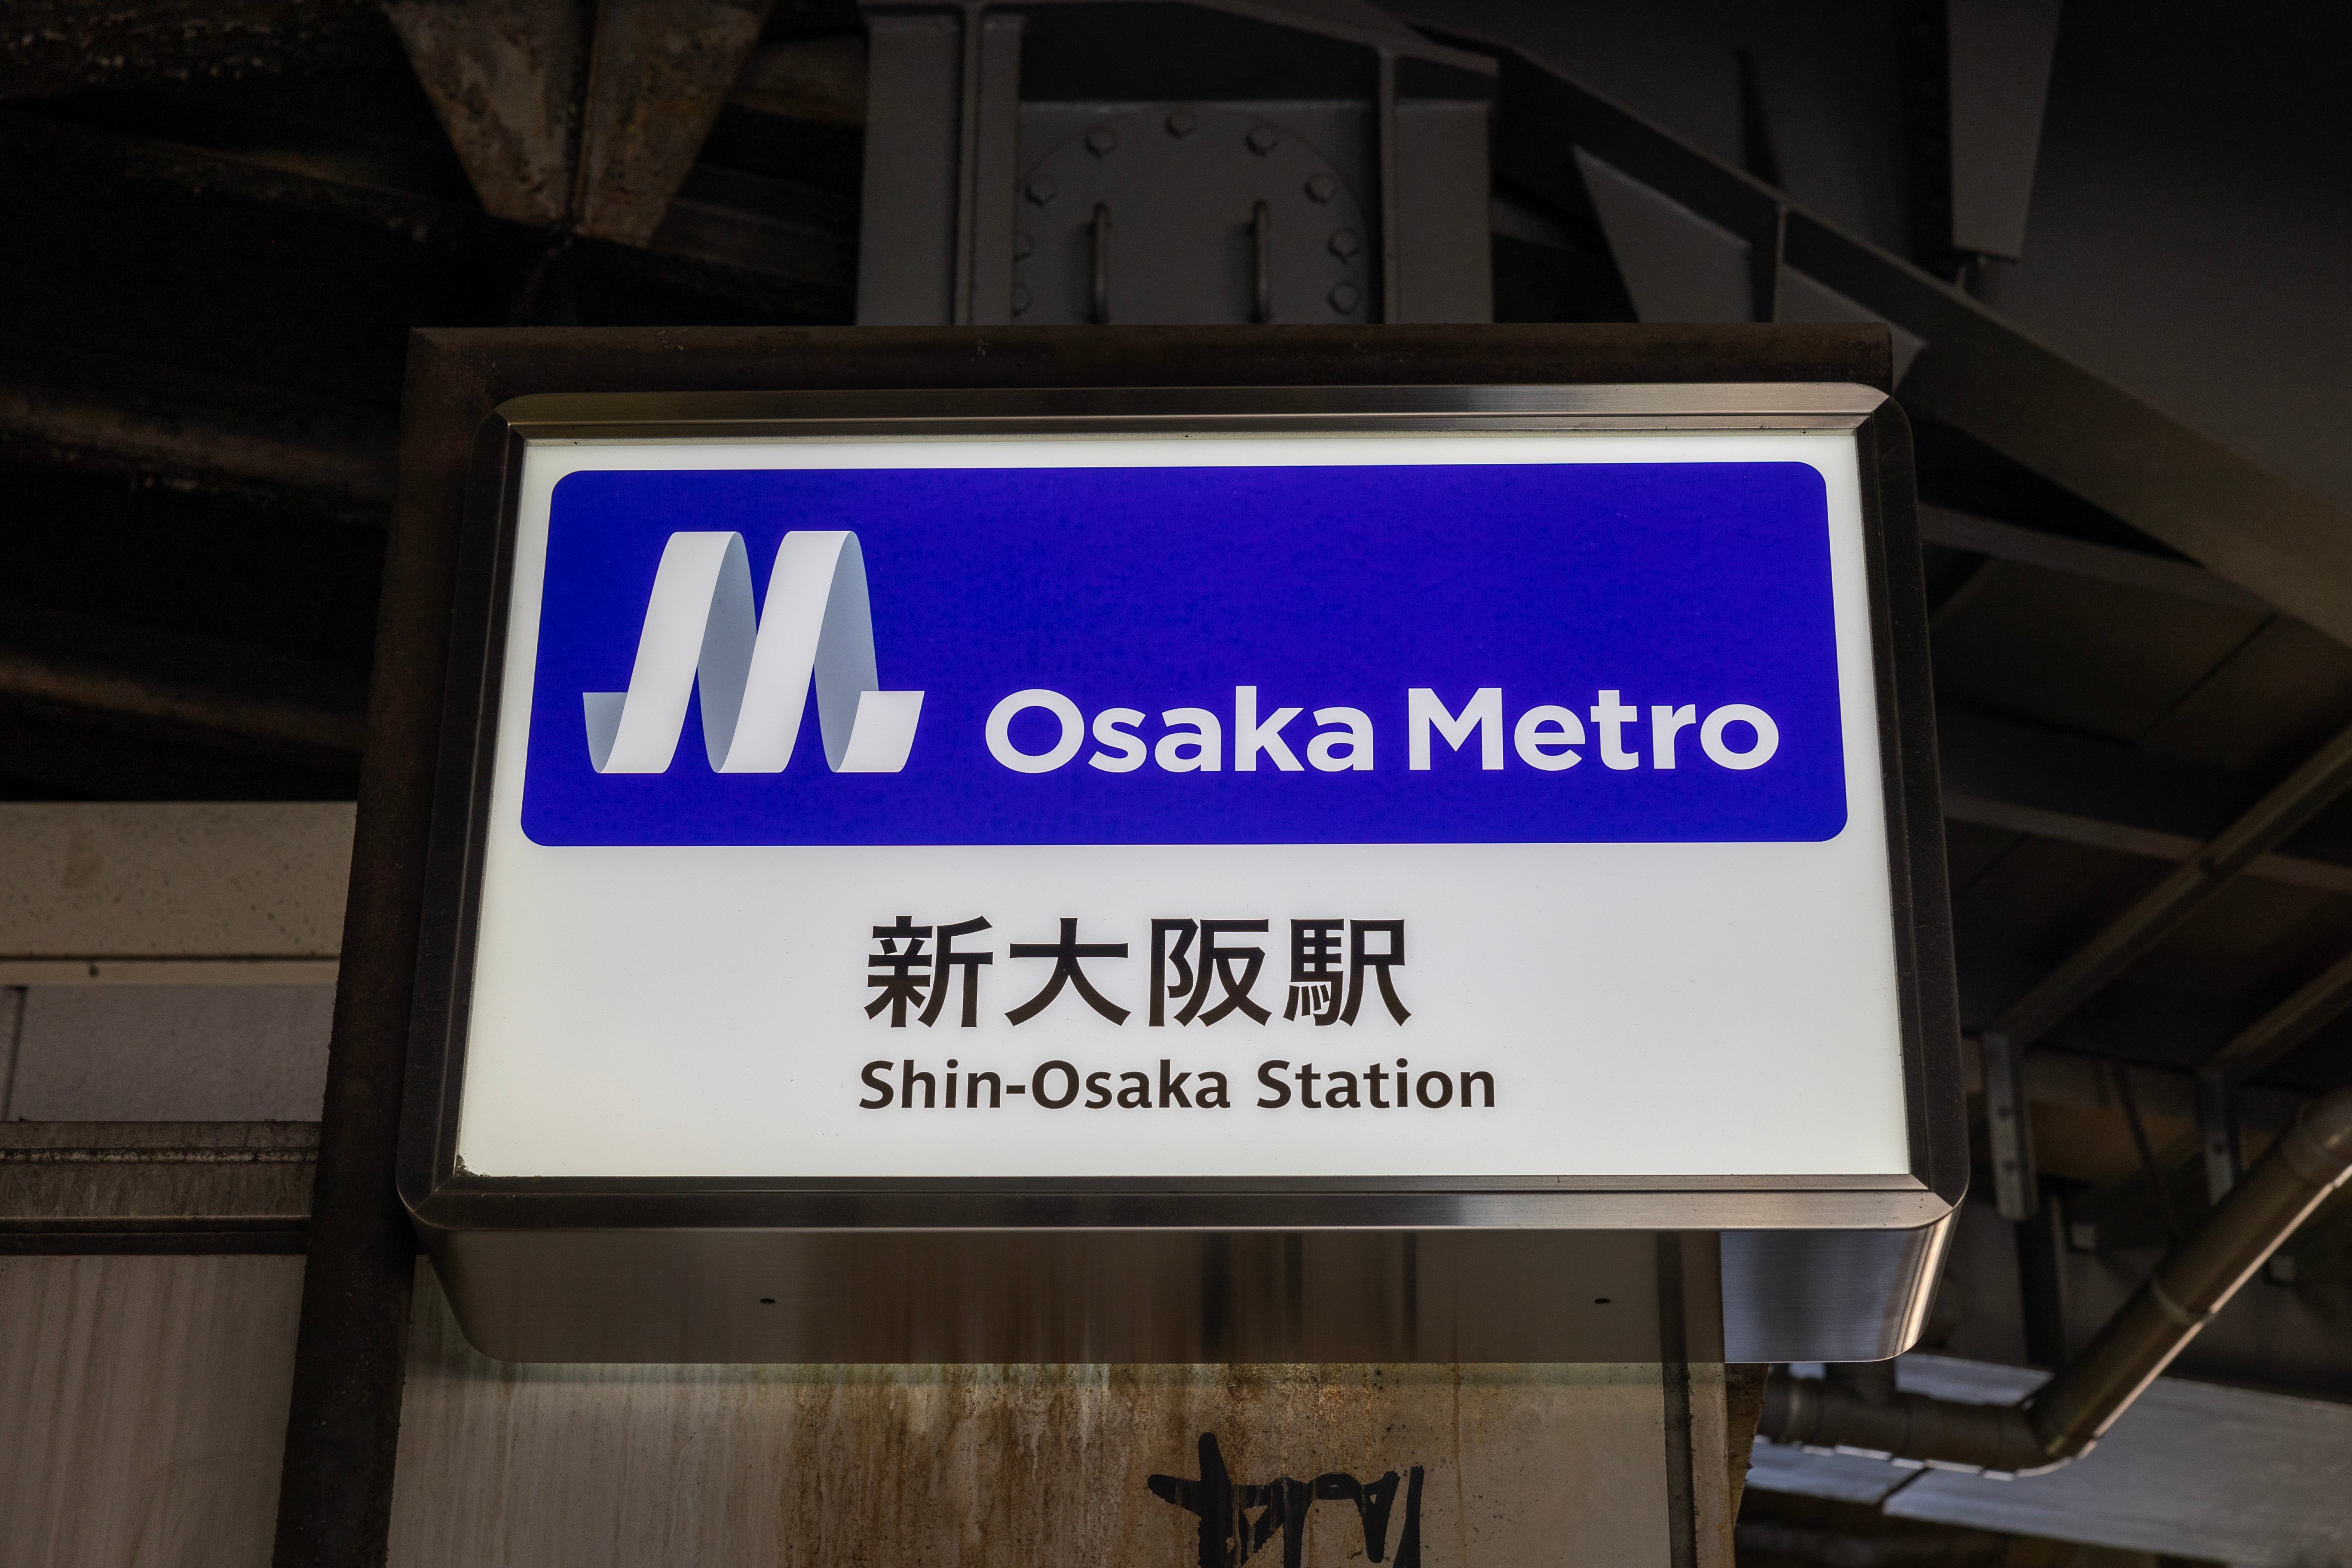 Osaka Metro
新大阪駅
Shin-Osaka Station